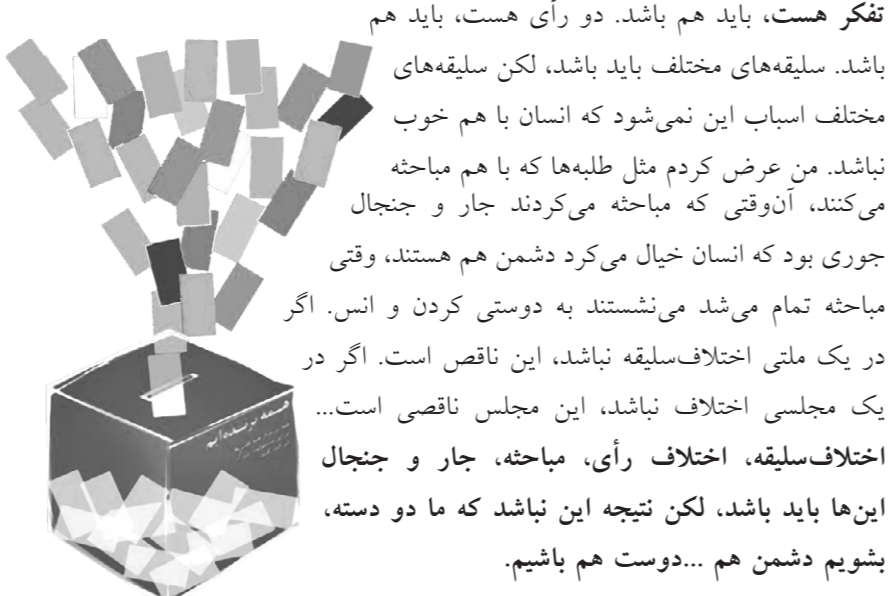 تفکر هست، باید هم باشد. دو رأی هست، باید هم
باشد. سلیقه‌های مختلف باید باشد، لکن سلیقه‌های
مختلف اسباب این نمی‌شود که انسان با هم خوب
نباشد. من عرض کردم مثل طلبه‌ها که با هم مباحثه
می‌کنند، آن‌وقتی که مباحثه می‌کردند جار و جنجال
جوری بود که انسان خیال می‌کرد دشمن هم هستند، وقتی
مباحثه تمام می‌شد می‌نشستند به دوستی کردن و انس. اگر
در یک ملتی اختلاف‌سلیقه نباشد، این ناقص است. اگر در
یک مجلسی اختلاف نباشد، این مجلس ناقصی است...
اختلاف‌سلیقه، اختلاف رأی، مباحثه، جار و جنجال
این‌ها باید باشد، لکن نتیجه این نباشد که ما دو دسته،
بشویم دشمن هم ...دوست هم باشیم.
همه برنده‌ایم